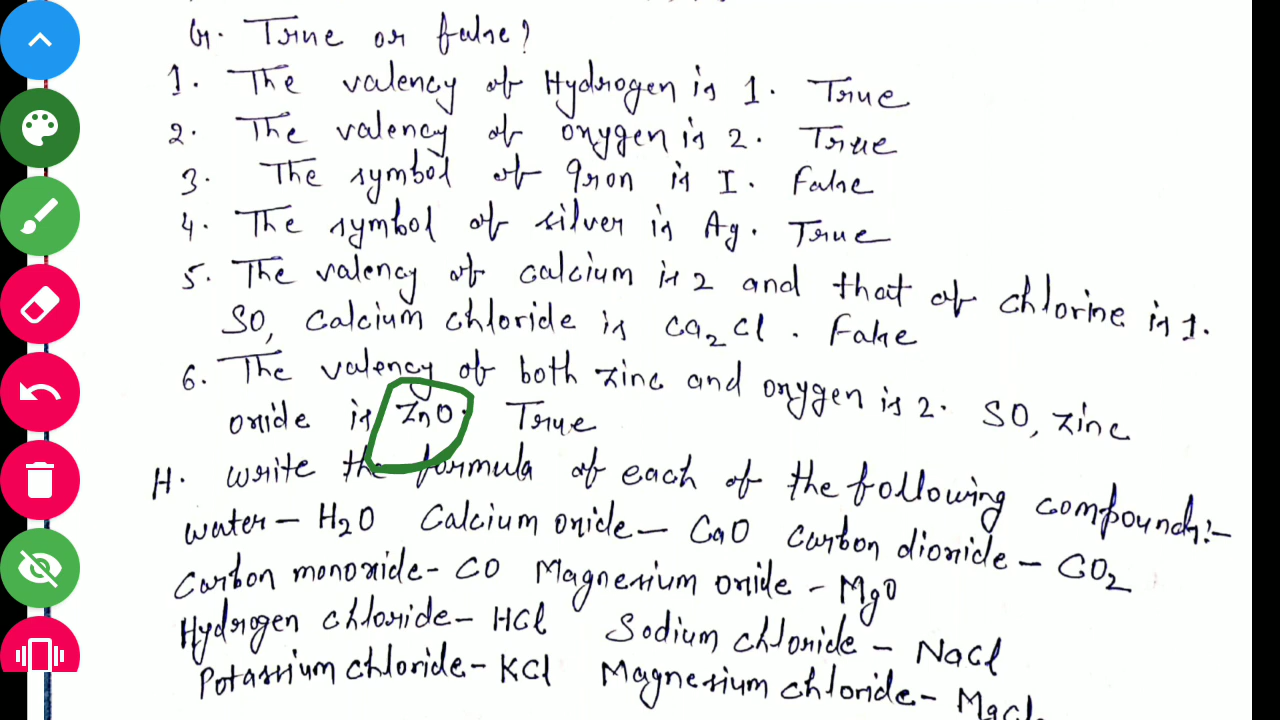 G. True or false?
1. The valency of Hydrogen is 1. True
2. The valency of oxygen is 2. True
3. The symbol of Iron is I. False
4. The symbol of silver is Ag. True
5. The valency of calcium is 2 and that of chlorine is 1.
SO, calcium chloride is Ca₂Cl. False
6. The valency of both zinc and oxygen is 2. SO, zinc
oxide is ZnO. True
H. write the formula of each of the following compounds:-
water - H₂O Calcium oxide - CaO Carbon dioxide - CO₂
Carbon monoxide - CO Magnesium oxide - MgO
Hydrogen chloride - HCl Sodium chloride - NaCl
Potassium chloride - KCl Magnesium chloride -